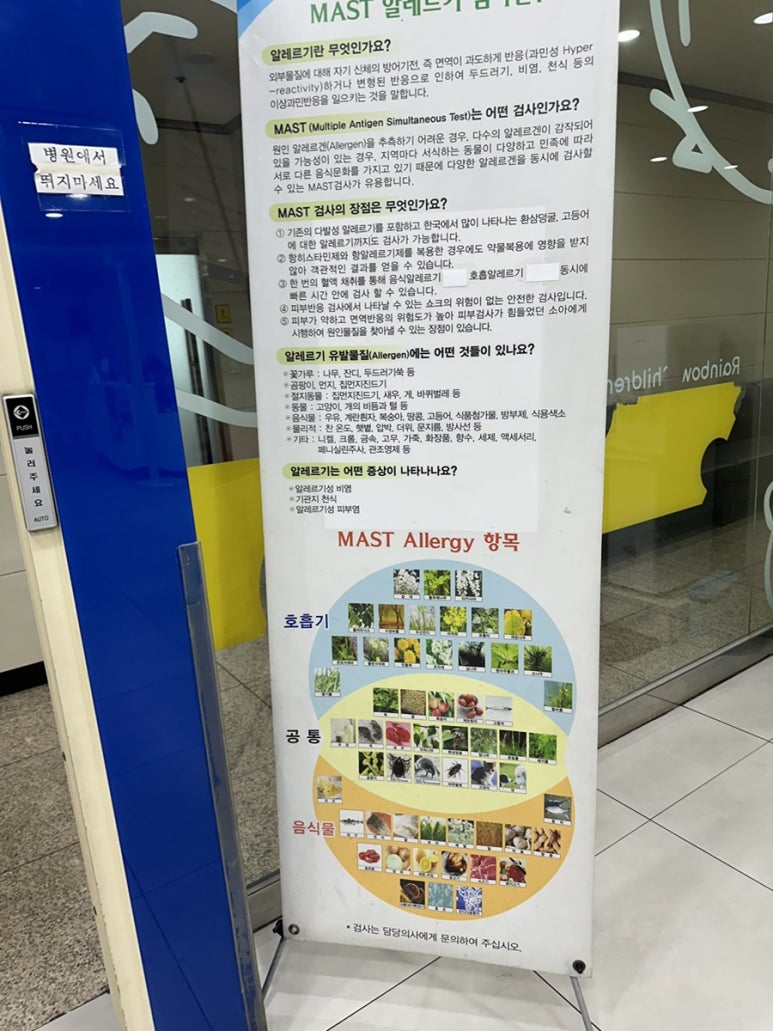 MAST 알레르기
알레르기란 무엇인가요?
외부물질에 대해 자기 신체의 방어기전, 즉 면역이 과도하게 반응(과민성 Hyper
-reactivity)하거나 변형된 반응으로 인하여 두드러기, 비염, 천식 등의
이상과민반응을 일으키는 것을 말합니다.
MAST (Multiple Antigen Simultaneous Test)는 어떤 검사인가요?
원인 알레르겐(Allergen)을 추측하기 어려운 경우, 다수의 알레르겐이 감작되어
있을 가능성이 있는 경우, 지역마다 서식하는 동물이 다양하고 민족에 따라
서로 다른 음식문화를 가지고 있기 때문에 다양한 알레르겐을 동시에 검사할
수 있는 MAST검사가 유용합니다.
MAST 검사의 장점은 무엇인가요?
① 기존의 다발성 알레르기를 포함하고 한국에서 많이 나타나는 환삼덩굴, 고등어
에 대한 알레르기까지도 검사가 가능합니다.
② 항히스타민제와 항알레르기제를 복용한 경우에도 약물복용에 영향을 받지
않아 객관적인 결과를 얻을 수 있습니다.
③ 한 번의 혈액 채취를 통해 음식알레르기 호흡알레르기 동시에
빠른 시간 안에 검사 할 수 있습니다.
④ 피부반응 검사에서 나타날 수 있는 쇼크의 위험이 없는 안전한 검사입니다.
⑤ 피부가 약하고 면역반응의 위험도가 높아 피부검사가 힘들었던 소아에게
시행하여 원인물질을 찾아낼 수 있는 장점이 있습니다.
알레르기 유발물질(Allergen)에는 어떤 것들이 있나요?
*꽃가루 : 나무, 잔디, 두드러기쑥 등
*곰팡이, 먼지, 집먼지진드기
*절지동물 : 집먼지진드기, 새우, 게, 바퀴벌레 등
*동물 : 고양이, 개의 비듬과 털 등
*음식물 : 우유, 계란흰자, 복숭아, 땅콩, 고등어, 식품첨가물, 방부제, 식용색소
*물리적 : 찬 온도, 햇볕, 압박, 더위, 문지름, 방사선 등
*기타 : 니켈, 크롬, 금속, 고무, 가죽, 화장품, 향수, 세제, 액세서리,
페니실린주사, 관조영제 등
알레르기는 어떤 증상이 나타나나요?
*알레르기성 비염
*기관지 천식
*알레르기성 피부염
MAST Allergy 항목
호흡기
공 통
음식물
* 검사는 담당의사에게 문의하여 주십시오.
병원에서
뛰지마세요
PUSH
눌러주세요
AUTO
Rainbow Children